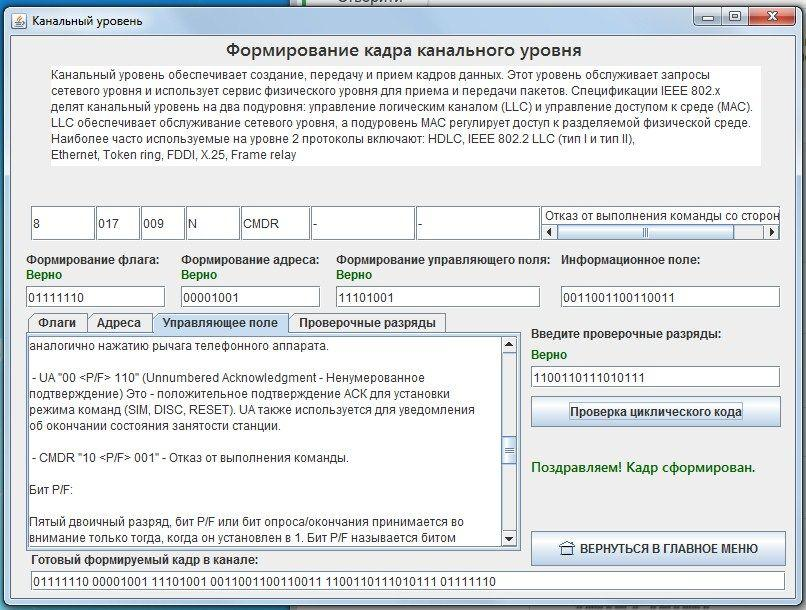 Канальный уровень
Формирование кадра канального уровня
Канальный уровень обеспечивает создание, передачу и прием кадров данных. Этот уровень обслуживает запросы
сетевого уровня и использует сервис физического уровня для приема и передачи пакетов. Спецификации IEEE 802.x
делят канальный уровень на два подуровня: управление логическим каналом (LLC) и управление доступом к среде (MAC).
LLC обеспечивает обслуживание сетевого уровня, а подуровень MAC регулирует доступ к разделяемой физической среде.
Наиболее часто используемые на уровне 2 протоколы включают: HDLC, IEEE 802.2 LLC (тип I и тип II),
Ethernet, Token ring, FDDI, X.25, Frame relay
8 017 009 N CMDR - - Отказ от выполнения команды со сторон
Формирование флага: Формирование адреса: Формирование управляющего поля: Информационное поле:
Верно Верно Верно
01111110 00001001 11101001 0011001100110011
Флаги Адреса Управляющее поле Проверочные разряды
Введите проверочные разряды:
Верно
1100110111010111
Проверка циклического кода
Поздравляем! Кадр сформирован.
ВЕРНУТЬСЯ В ГЛАВНОЕ МЕНЮ
аналогично нажатию рычага телефонного аппарата.
- UA "00 <P/F> 110" (Unnumbered Acknowledgment - Ненумерованное
подтверждение) Это - положительное подтверждение ACK для установки
режима команд (SIM, DISC, RESET). UA также используется для уведомления
об окончании состояния занятости станции.
- CMDR "10 <P/F> 001" - Отказ от выполнения команды.
Бит P/F:
Пятый двоичный разряд, бит P/F или бит опроса/окончания принимается во
внимание только тогда, когда он установлен в 1. Бит P/F называется битом
Готовый формируемый кадр в канале:
01111110 00001001 11101001 0011001100110011 1100110111010111 01111110